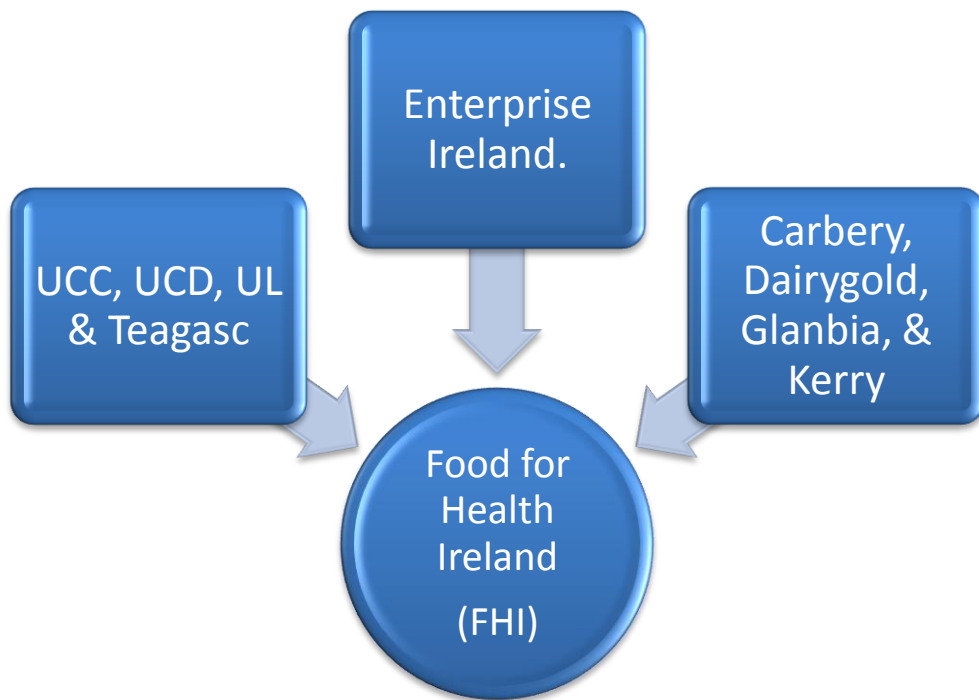 Enterprise
Ireland.
UCC, UCD, UL
& Teagasc
Carbery,
Dairygold,
Glanbia, &
Kerry
Food for
Health
Ireland
(FHI)